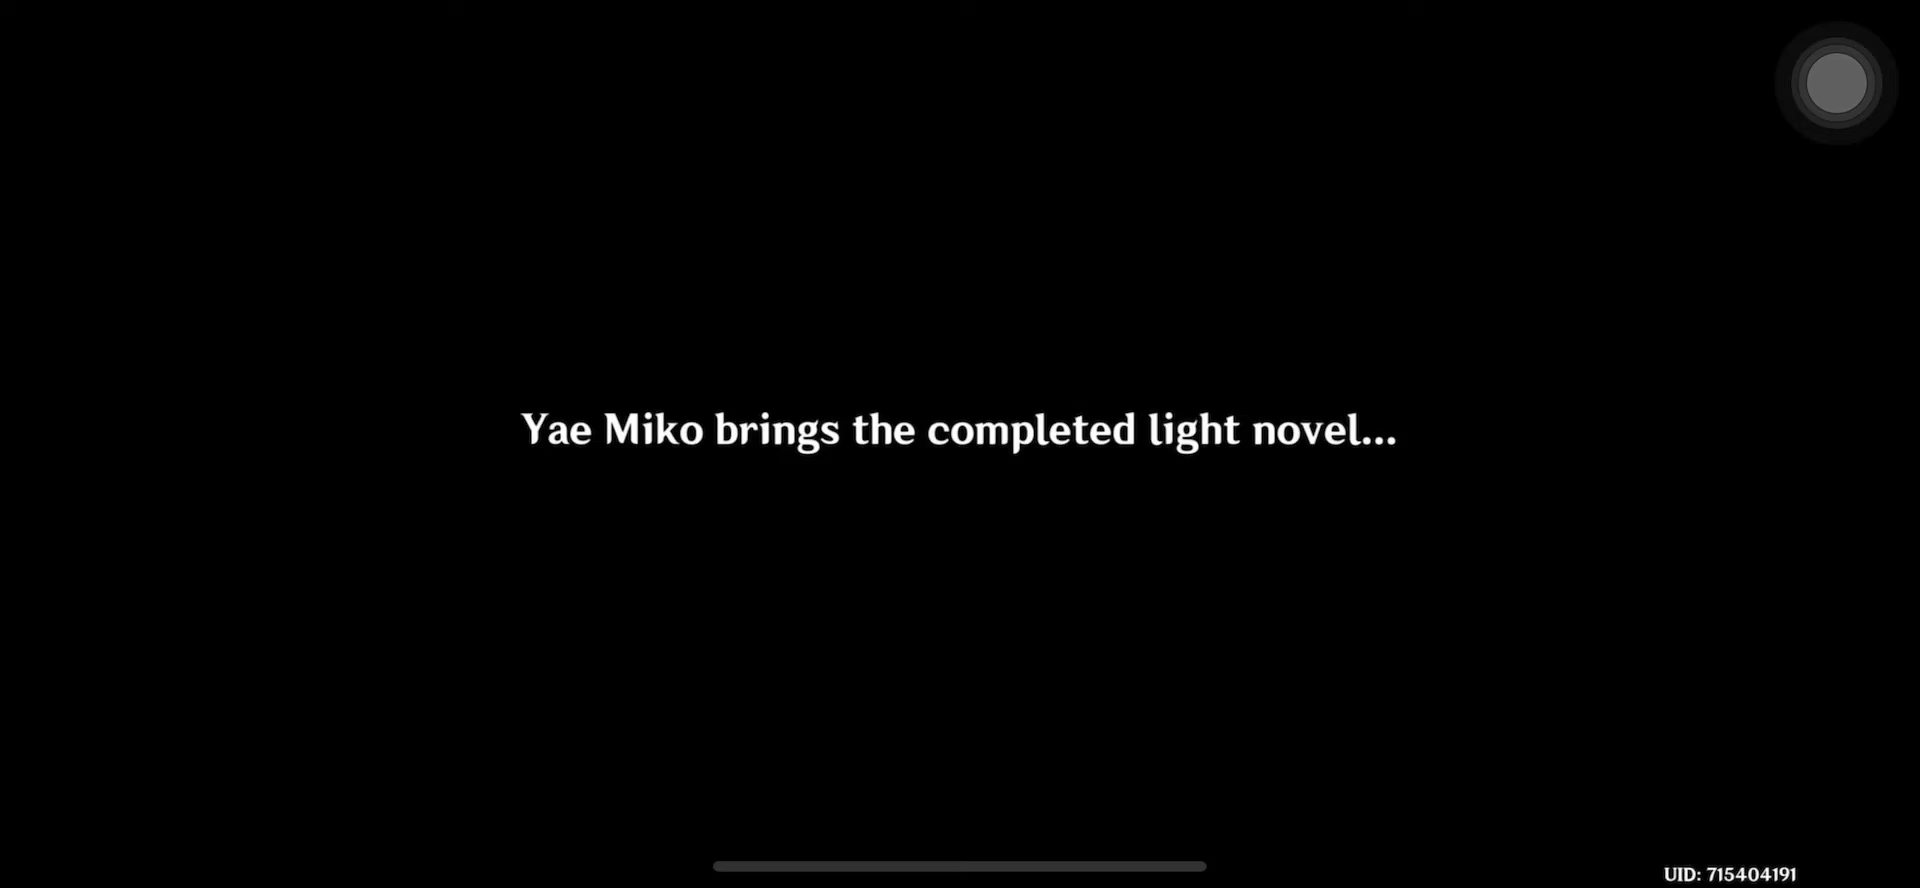 Yae Miko brings the completed light novel...
UID: 715404191